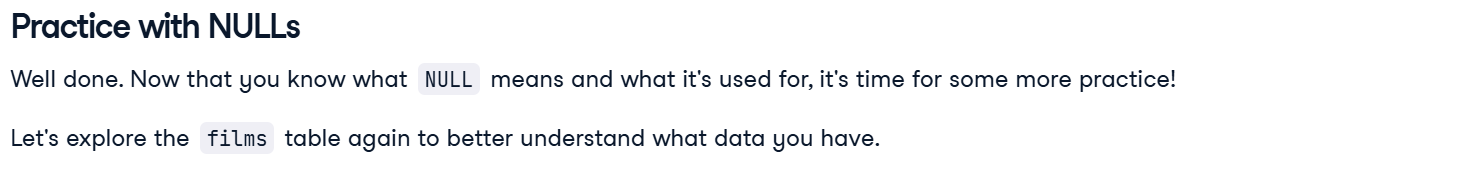 Practice with NULLs
Well done. Now that you know what NULL means and what it's used for, it's time for some more practice!
Let's explore the films table again to better understand what data you have.